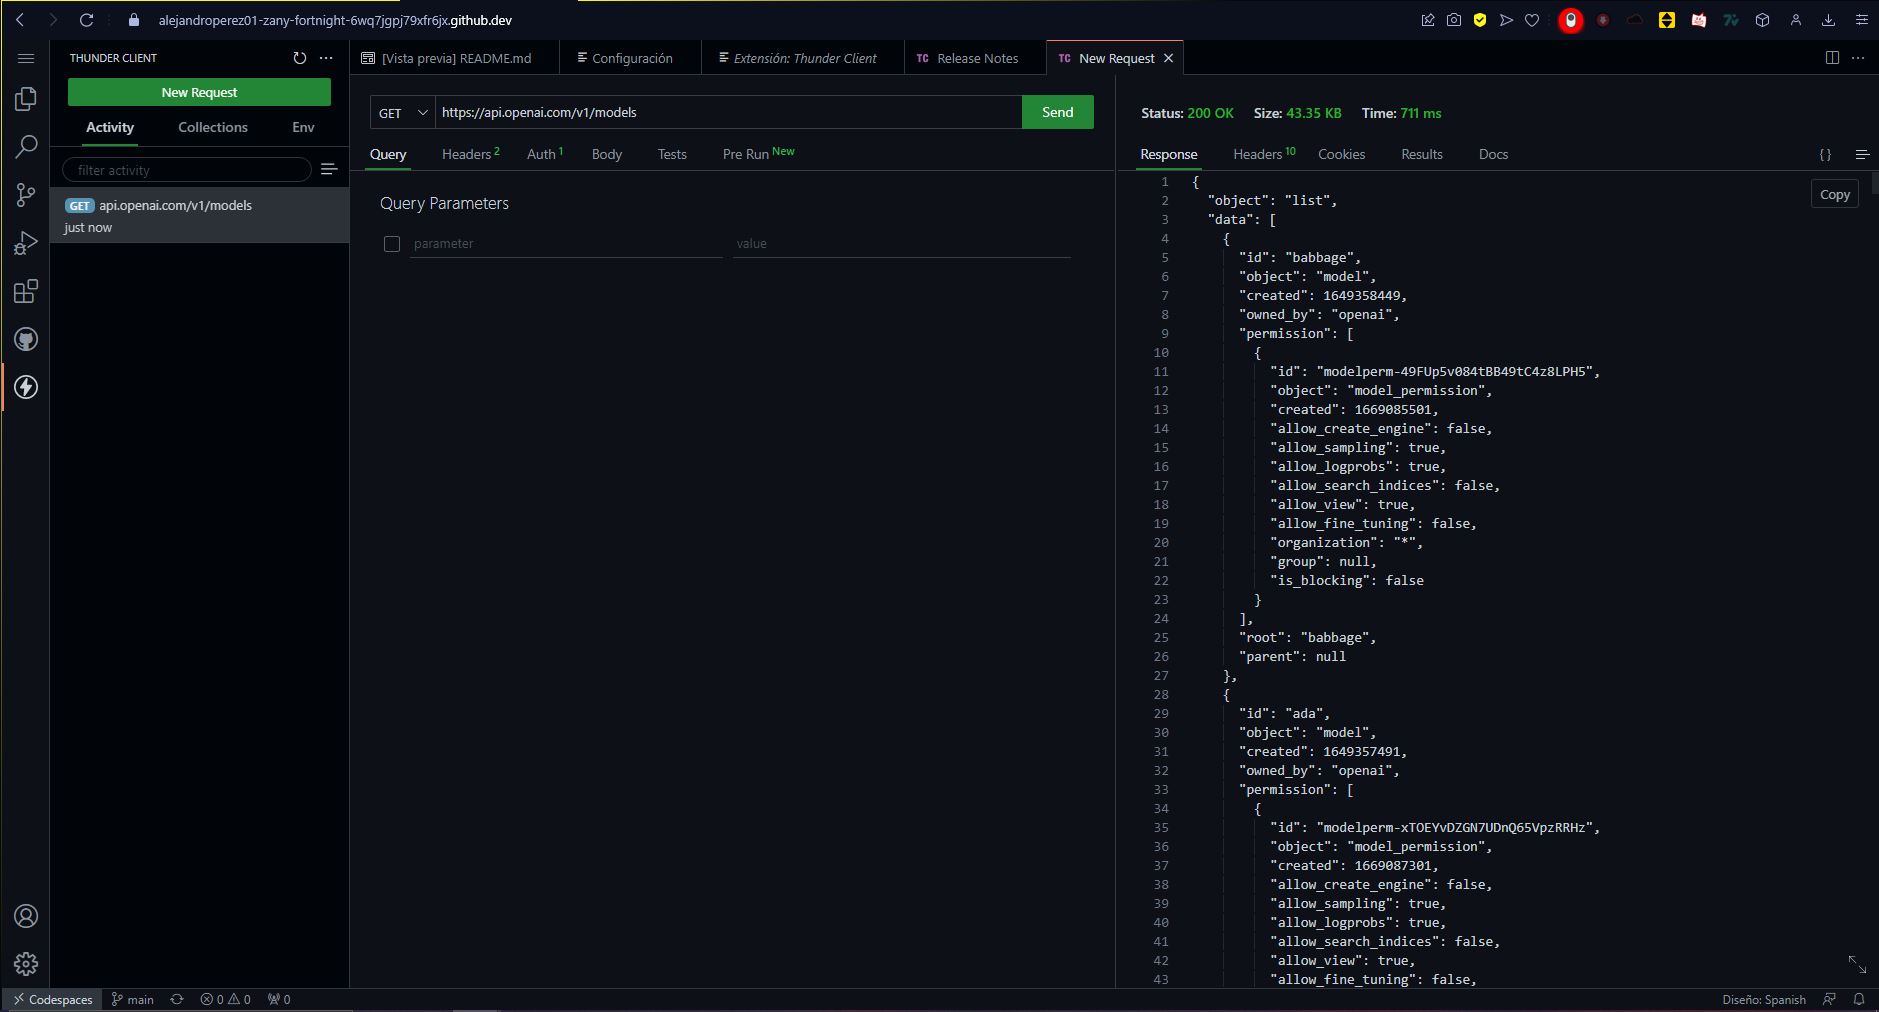 alejandroperez01-zany-fortnight-6wq7jgpj79xfr6jx.github.dev
THUNDER CLIENT
New Request
Activity Collections Env
filter activity
GET api.openai.com/v1/models
just now
[Vista previa] README.md
Configuración
Extensión: Thunder Client
TC Release Notes
TC New Request
GET https://api.openai.com/v1/models Send
Query Headers 2 Auth 1 Body Tests Pre Run New
Query Parameters
parameter value
Status: 200 OK Size: 43.35 KB Time: 711 ms
Response Headers 10 Cookies Results Docs
{ }
Copy
1 {
2 "object": "list",
3 "data": [
4 {
5 "id": "babbage",
6 "object": "model",
7 "created": 1649358449,
8 "owned_by": "openai",
9 "permission": [
10 {
11 "id": "modelperm-49FUp5v084tBB49tC4z8LPH5",
12 "object": "model_permission",
13 "created": 1669085501,
14 "allow_create_engine": false,
15 "allow_sampling": true,
16 "allow_logprobs": true,
17 "allow_search_indices": false,
18 "allow_view": true,
19 "allow_fine_tuning": false,
20 "organization": "*",
21 "group": null,
22 "is_blocking": false
23 }
24 ],
25 "root": "babbage",
26 "parent": null
27 },
28 {
29 "id": "ada",
30 "object": "model",
31 "created": 1649357491,
32 "owned_by": "openai",
33 "permission": [
34 {
35 "id": "modelperm-xTOEYvDZGN7UDnQ65VpzRRHz",
36 "object": "model_permission",
37 "created": 1669087301,
38 "allow_create_engine": false,
39 "allow_sampling": true,
40 "allow_logprobs": true,
41 "allow_search_indices": false,
42 "allow_view": true,
43 "allow_fine_tuning": false,
Codespaces main 0 0 0
Diseño: Spanish